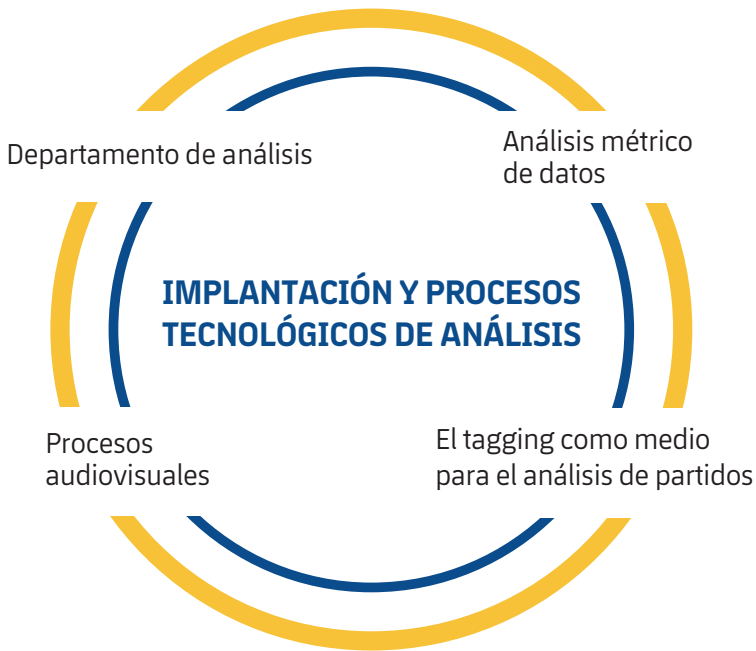 Departamento de análisis
Análisis métrico
de datos
IMPLANTACIÓN Y PROCESOS
TECNOLÓGICOS DE ANÁLISIS
Procesos
audiovisuales
El tagging como medio
para el análisis de partidos